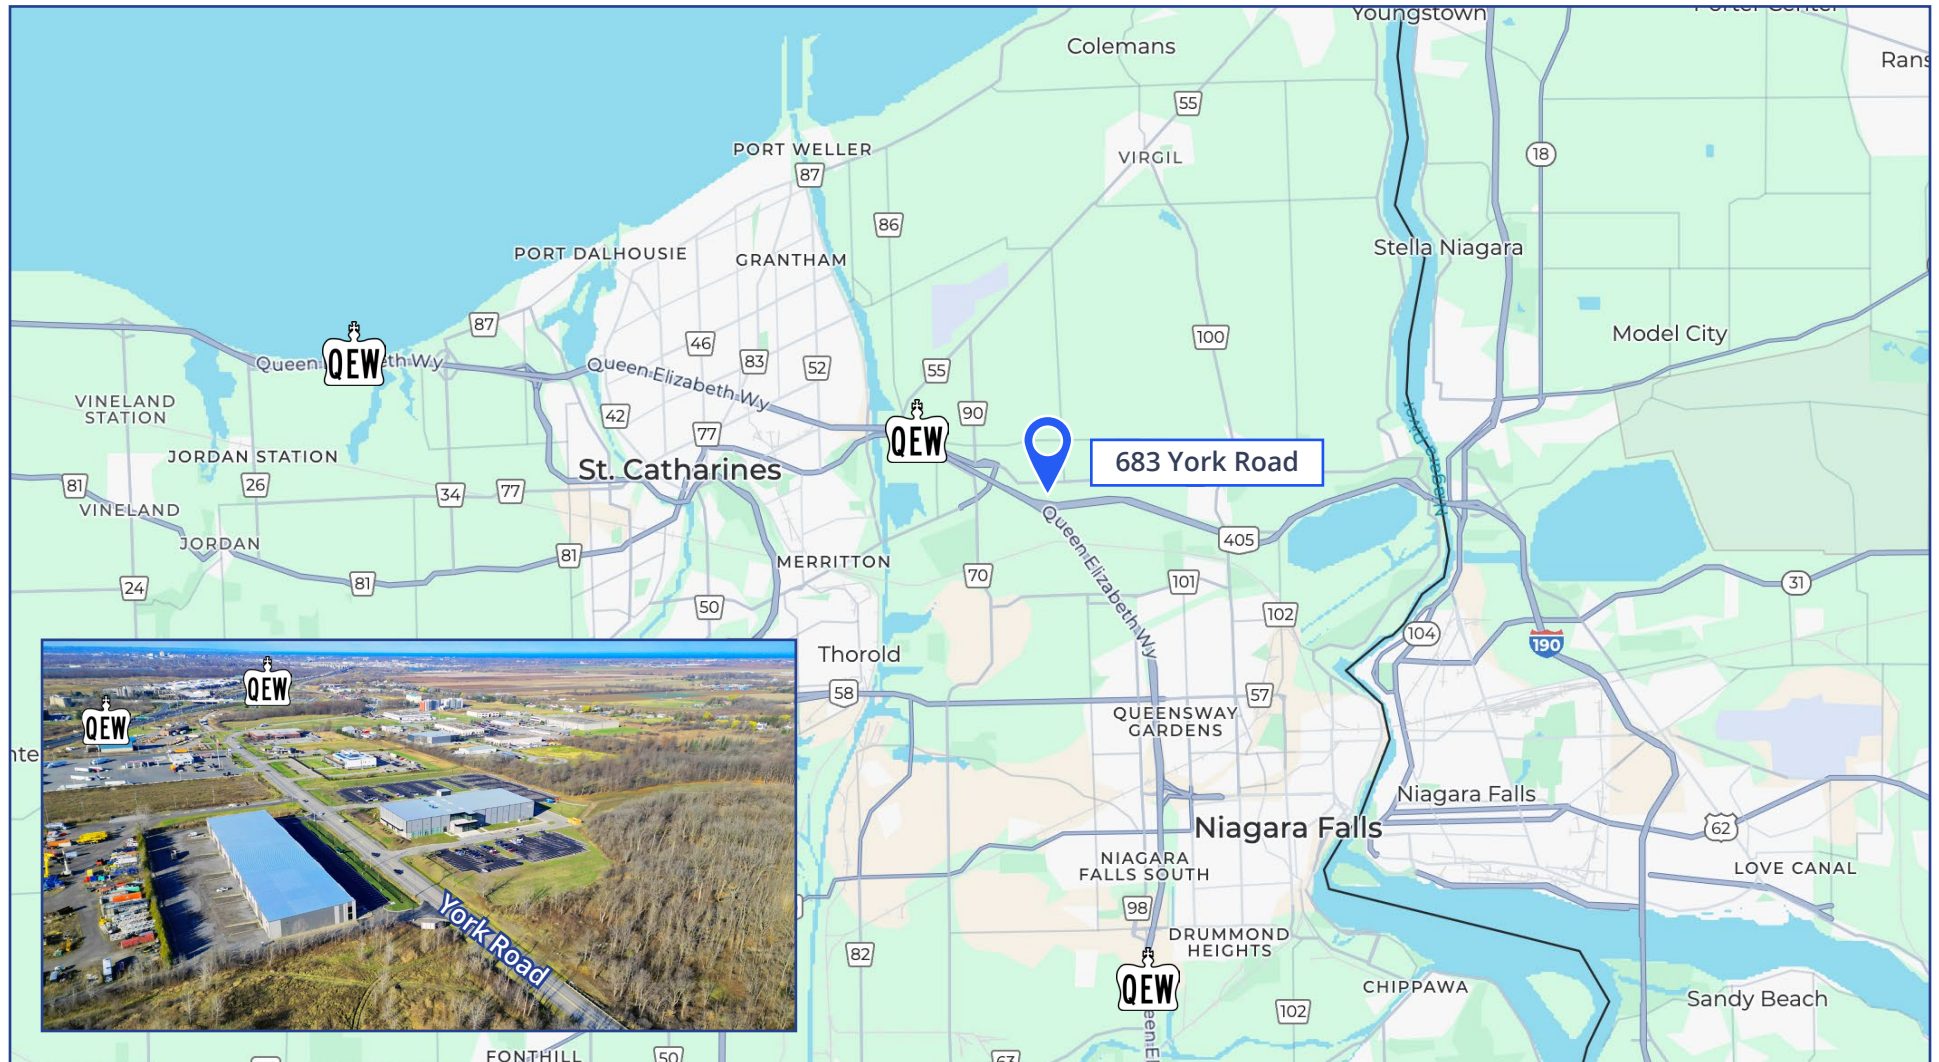 Youngstown
Colemans
55
PORT WELLER
VIRGIL
18
87
86
Stella Niagara
PORT DALHOUSIE
GRANTHAM
87
46
83
52
100
Model City
QEW
Queen
eth Wy
Queen Elizabeth Wy
55
VINELAND
STATION
42
90
77
QEW
683 York Road
JORDAN STATION
St. Catharines
81
26
34
77
Niagara River
VINELAND
Queen Elizabeth Wy
405
JORDAN
81
MERRITTON
24
81
70
101
31
50
102
104
190
Thorold
58
57
QUEENSWAY
GARDENS
QEW
QEW
Niagara Falls
Niagara Falls
62
NIAGARA
FALLS SOUTH
LOVE CANAL
98
York Road
DRUMMOND
HEIGHTS
82
QEW
CHIPPAWA
Sandy Beach
102
FONTHILL
50
63